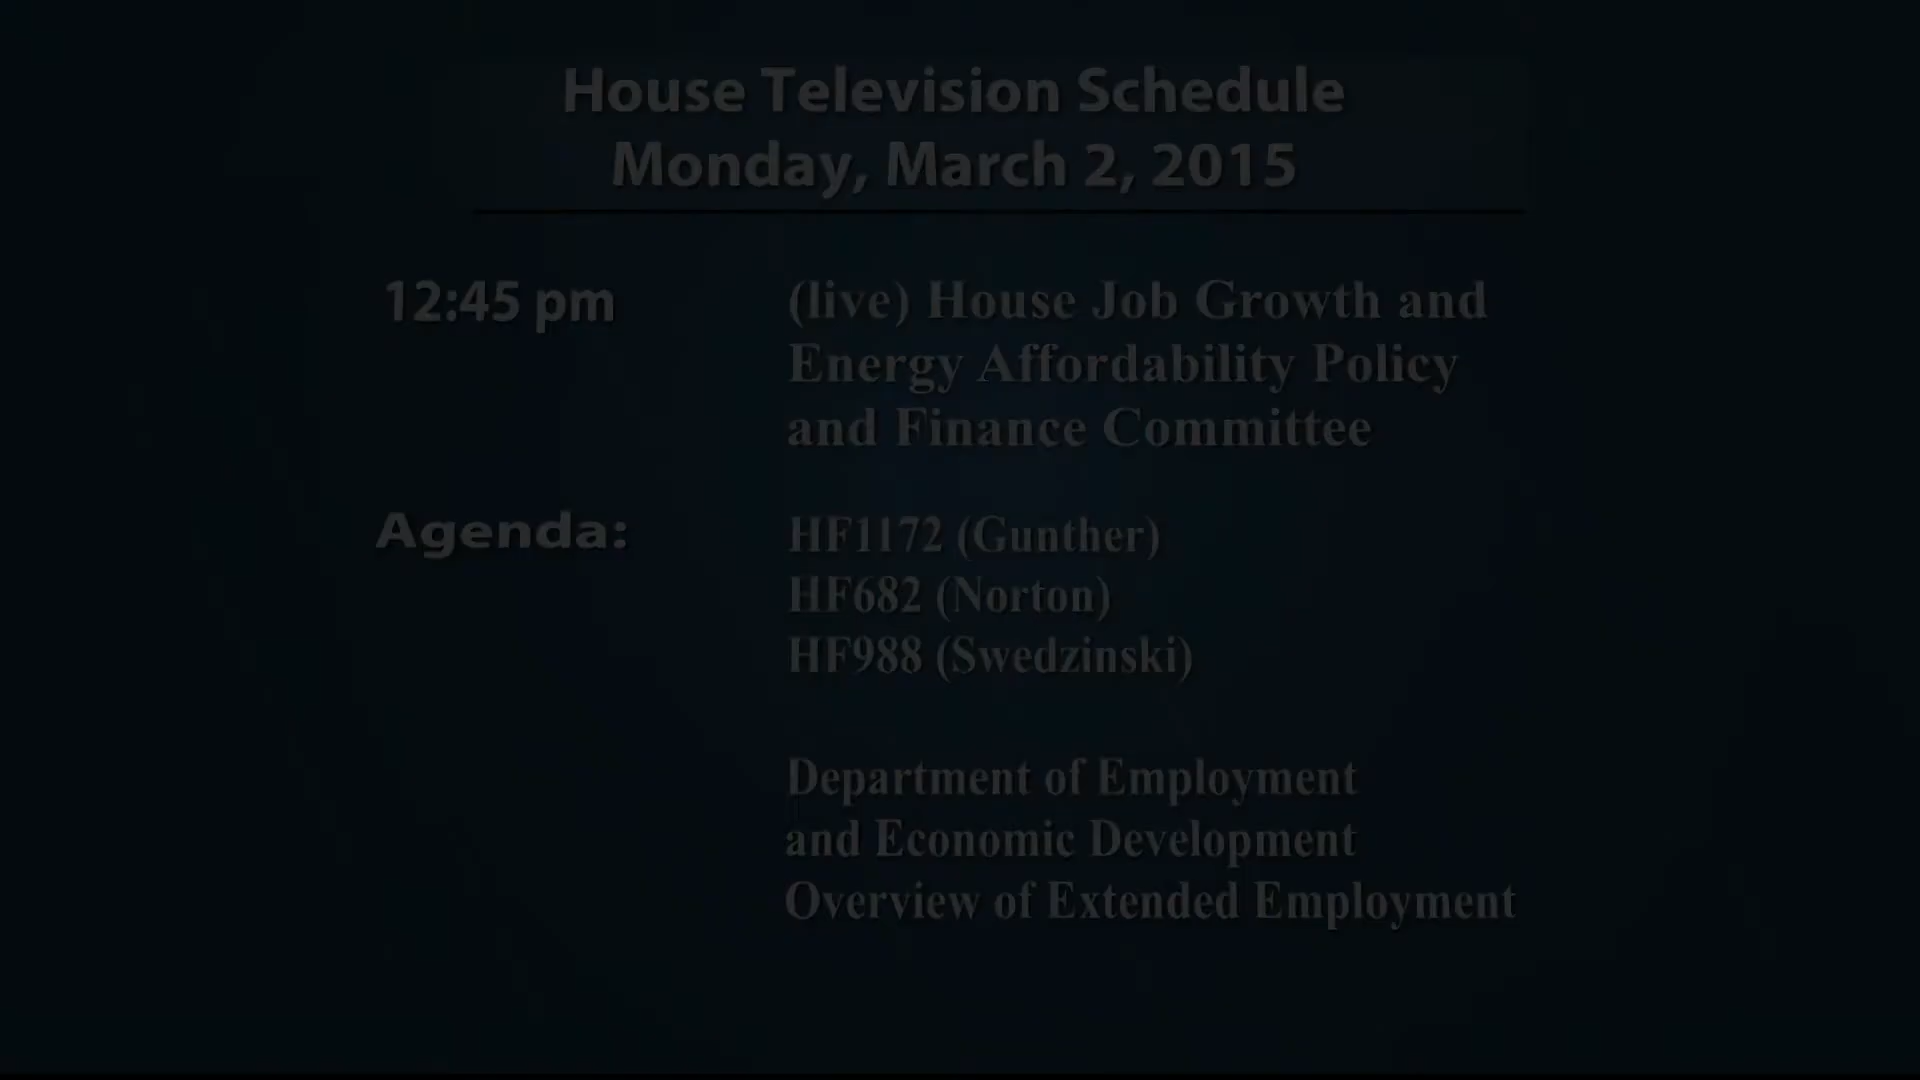 House Television Schedule
Monday, March 2, 2015
12:45 pm
(live) House Job Growth and
Energy Affordability Policy
and Finance Committee
Agenda:
HF1172 (Gunther)
HF682 (Norton)
HF988 (Swedzinski)
Department of Employment
and Economic Development
Overview of Extended Employment